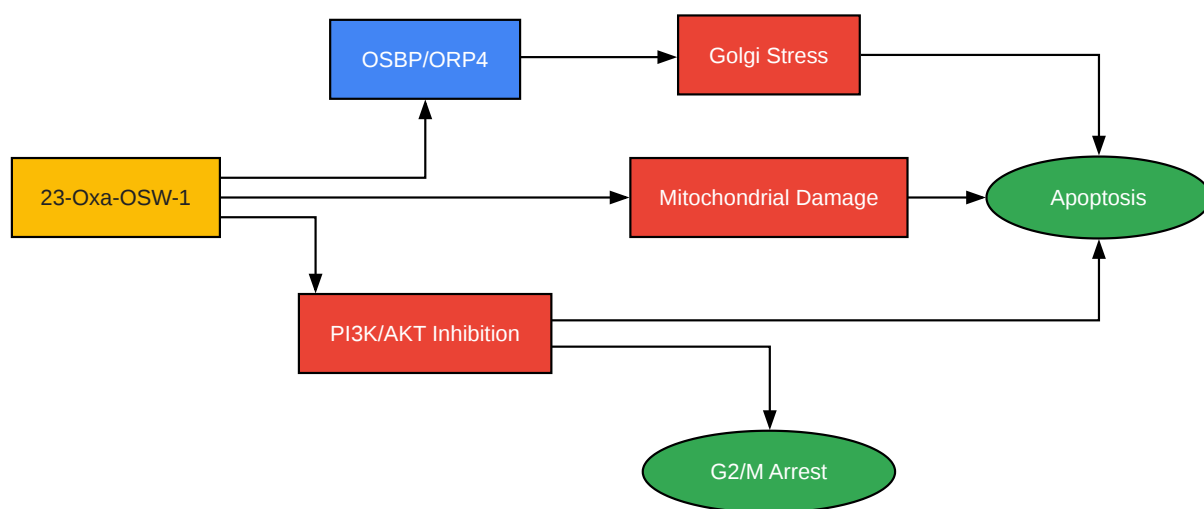 OSBP/ORP4
Golgi Stress
23-Oxa-OSW-1
Mitochondrial Damage
Apoptosis
PI3K/AKT Inhibition
G2/M Arrest